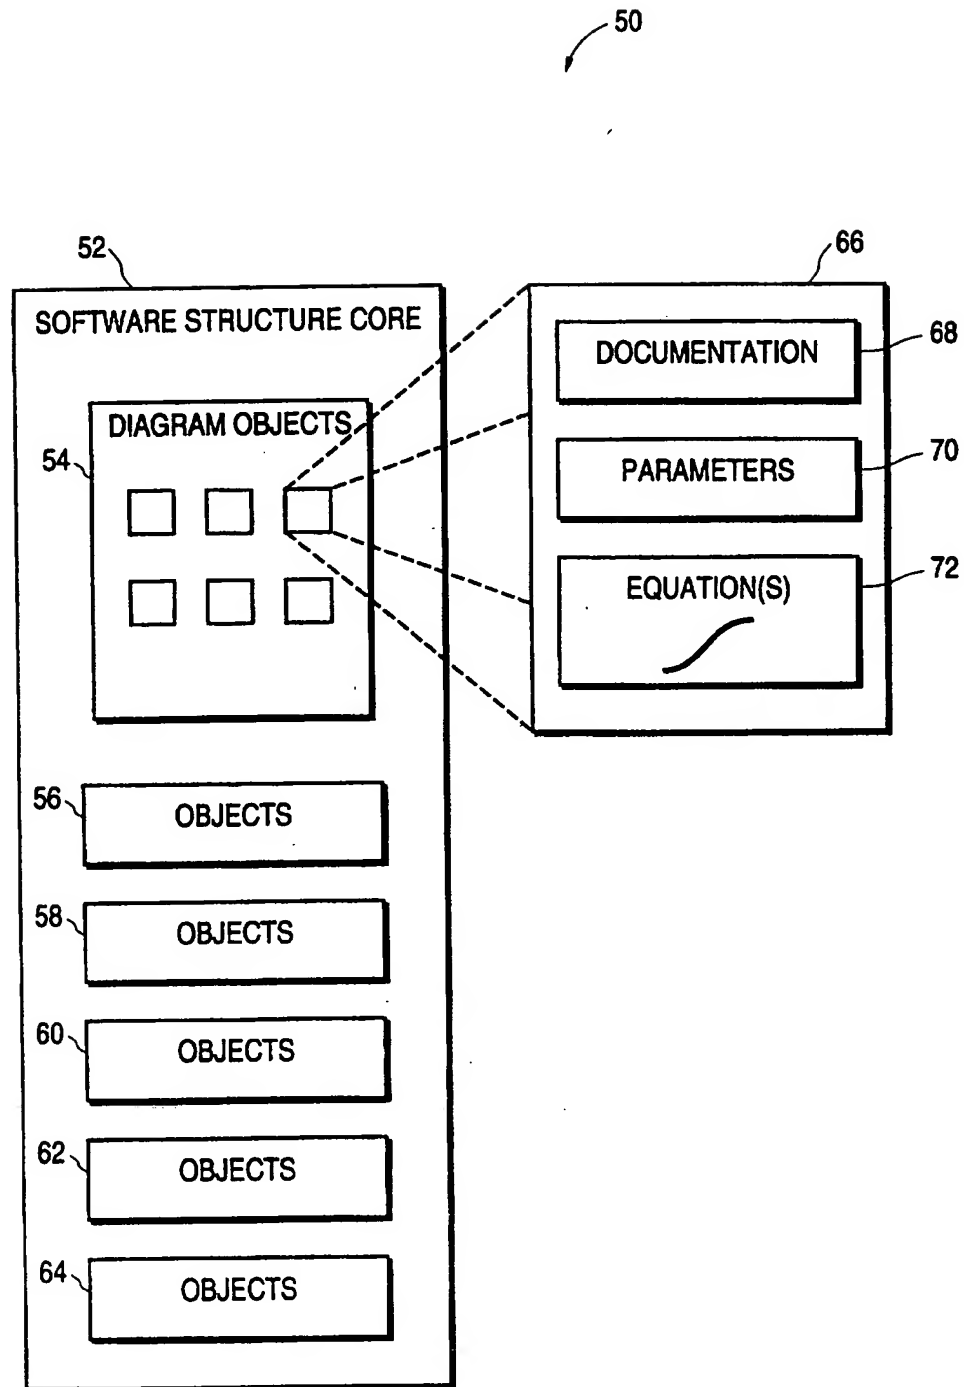 50
52
SOFTWARE STRUCTURE CORE
54
DIAGRAM OBJECTS
66
DOCUMENTATION
68
PARAMETERS
70
EQUATION(S)
72
56
OBJECTS
58
OBJECTS
60
OBJECTS
62
OBJECTS
64
OBJECTS